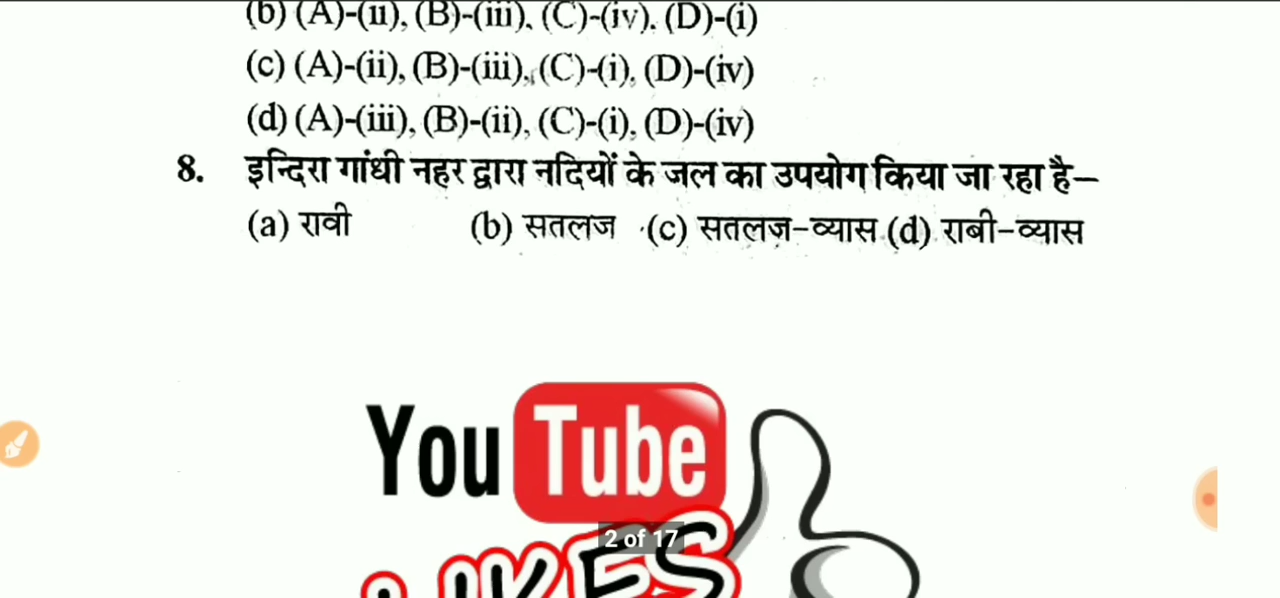 (b) (A)-(ii), (B)-(iii), (C)-(iv), (D)-(i)
(c) (A)-(ii), (B)-(iii), (C)-(i), (D)-(iv)
(d) (A)-(iii), (B)-(ii), (C)-(i), (D)-(iv)
8. इन्दिरा गांधी नहर द्वारा नदियों के जल का उपयोग किया जा रहा है–
(a) रावी (b) सतलज (c) सतलज-व्यास (d) राबी-व्यास
YouTube
2 of 17
LIKES